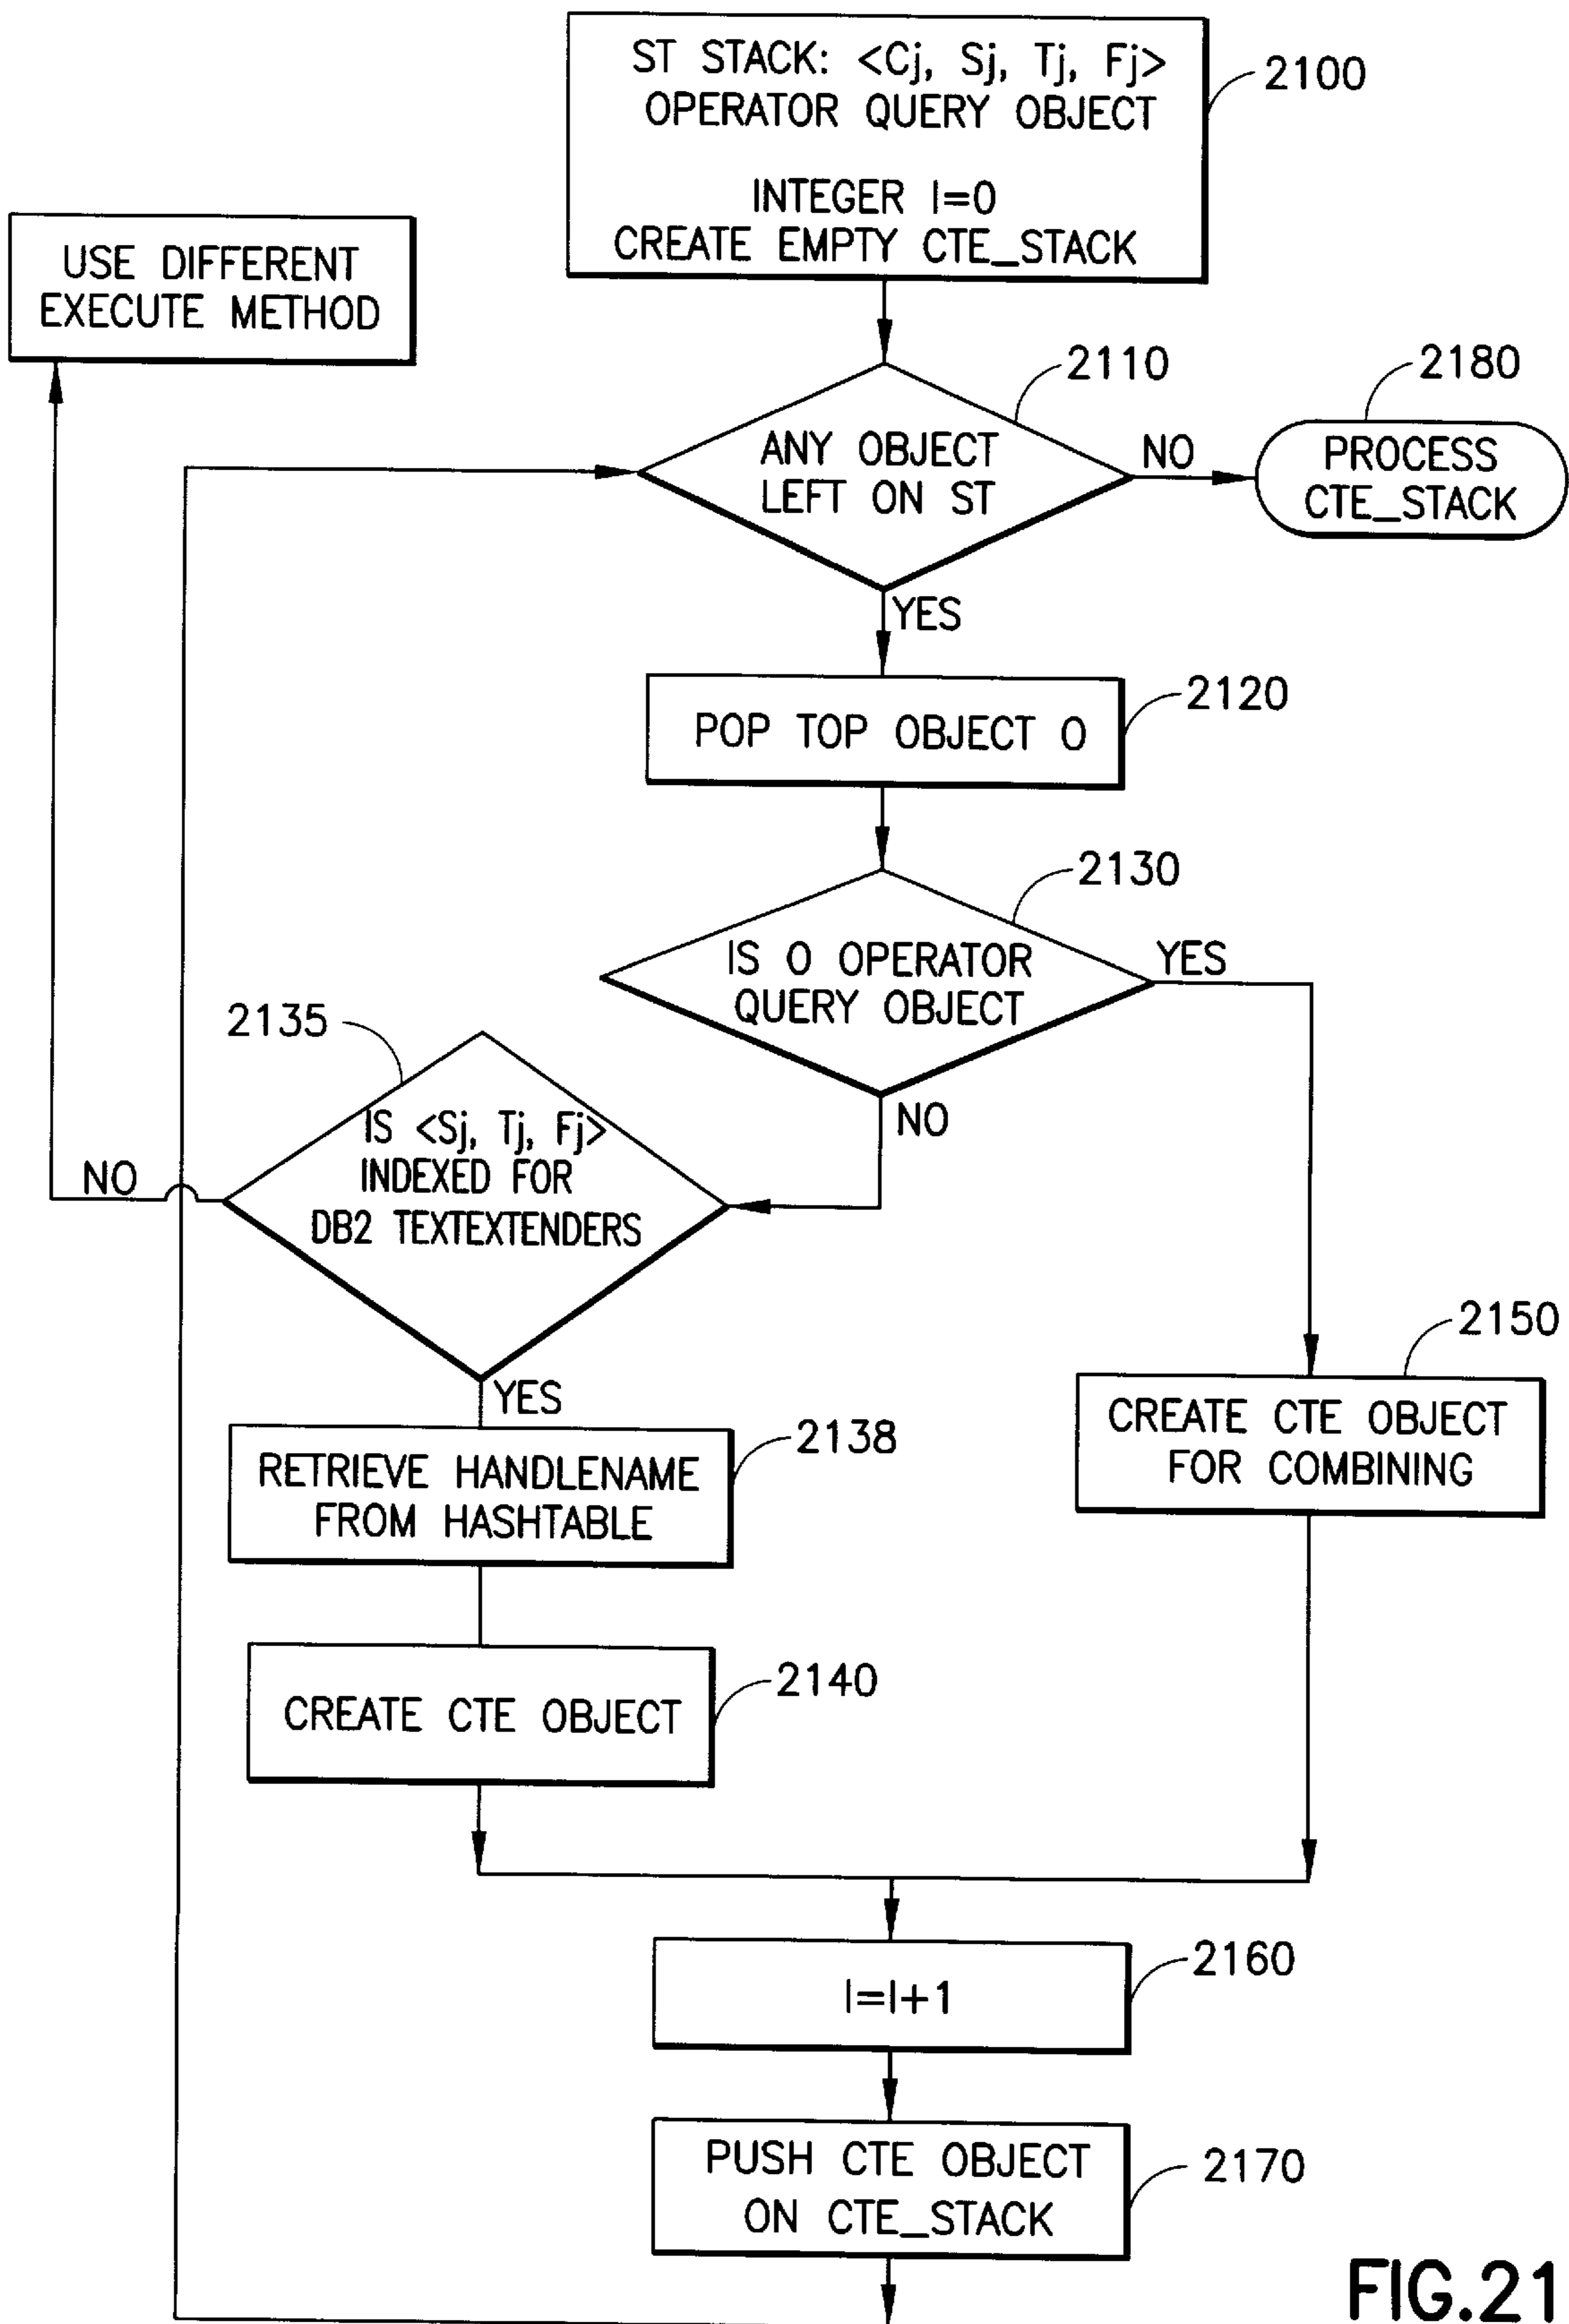 ST STACK: <Cj, Sj, Tj, Fj>
OPERATOR QUERY OBJECT
INTEGER I=0
CREATE EMPTY CTE_STACK
2100
USE DIFFERENT
EXECUTE METHOD
2110
2180
ANY OBJECT
LEFT ON ST
NO
PROCESS
CTE_STACK
YES
2120
POP TOP OBJECT O
2130
IS O OPERATOR
QUERY OBJECT
YES
2135
NO
IS <Sj, Tj, Fj>
INDEXED FOR
DB2 TEXTEXTENDERS
NO
YES
2150
CREATE CTE OBJECT
FOR COMBINING
2138
RETRIEVE HANDLENAME
FROM HASHTABLE
2140
CREATE CTE OBJECT
2160
I=I+1
PUSH CTE OBJECT
ON CTE_STACK
2170
FIG.21